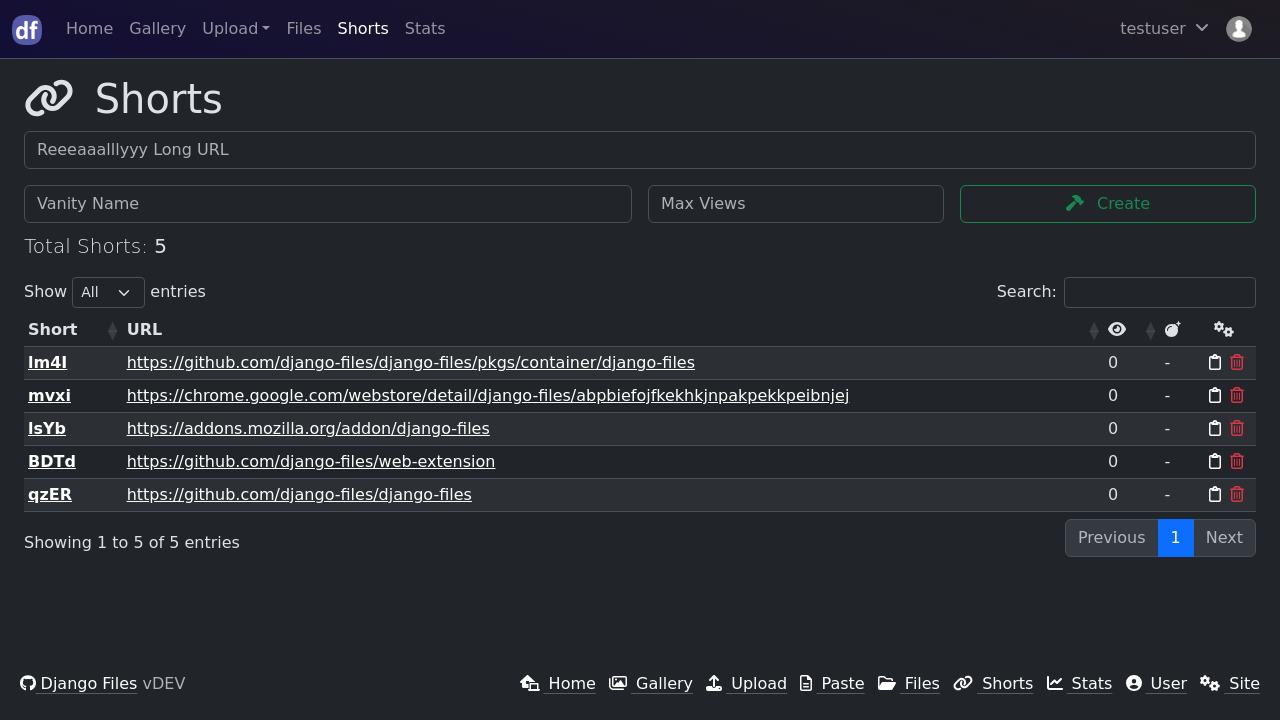 df Home Gallery Upload Files Shorts Stats testuser
Shorts
Reeeaaalllyyy Long URL
Vanity Name Max Views Create
Total Shorts: 5
Show All entries Search:
Short URL
lm4l https://github.com/django-files/django-files/pkgs/container/django-files 0 -
mvxi https://chrome.google.com/webstore/detail/django-files/abpbiefojfkekhkjnpakpekkpeibnjej 0 -
lsYb https://addons.mozilla.org/addon/django-files 0 -
BDTd https://github.com/django-files/web-extension 0 -
qzER https://github.com/django-files/django-files 0 -
Showing 1 to 5 of 5 entries Previous 1 Next
Django Files vDEV Home Gallery Upload Paste Files Shorts Stats User Site